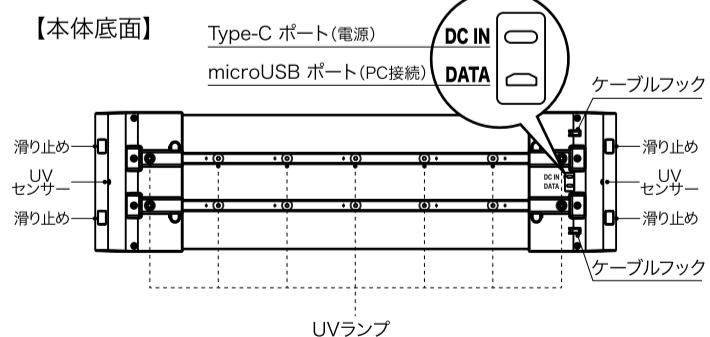 【本体底面】
Type-C ポート(電源)
microUSB ポート(PC接続)
DC IN
DATA
ケーブルフック
滑り止め
UV
センサー
滑り止め
DC IN
DATA
滑り止め
UV
センサー
滑り止め
ケーブルフック
UVランプ